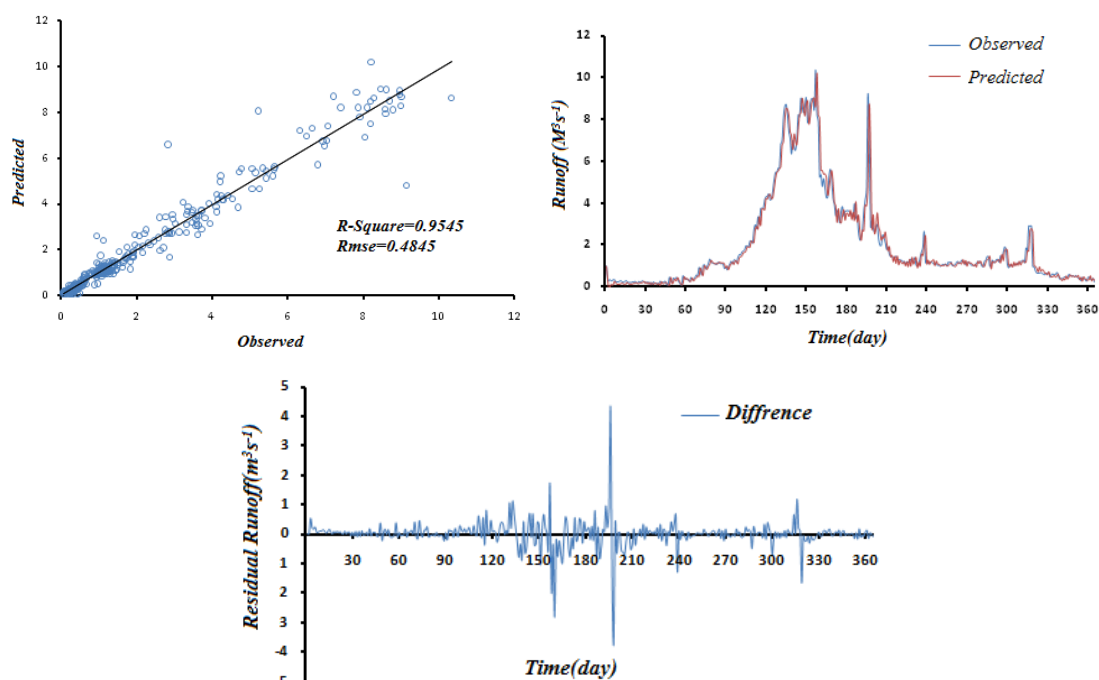 12
10
8
6
4
2
0
0 2 4 6 8 10 12
Predicted
Observed
R-Square=0.9545
Rmse=0.4845
12
10
8
6
4
2
0
0 30 60 90 120 150 180 210 240 270 300 330 360
Runoff (M³s⁻¹)
Time(day)
Observed
Predicted
5
4
3
2
1
0
1
2
3
-4
-5
30 60 90 120 150 180 210 240 270 300 330 360
Residual Runoff(m³s⁻¹)
Time(day)
Diffrence